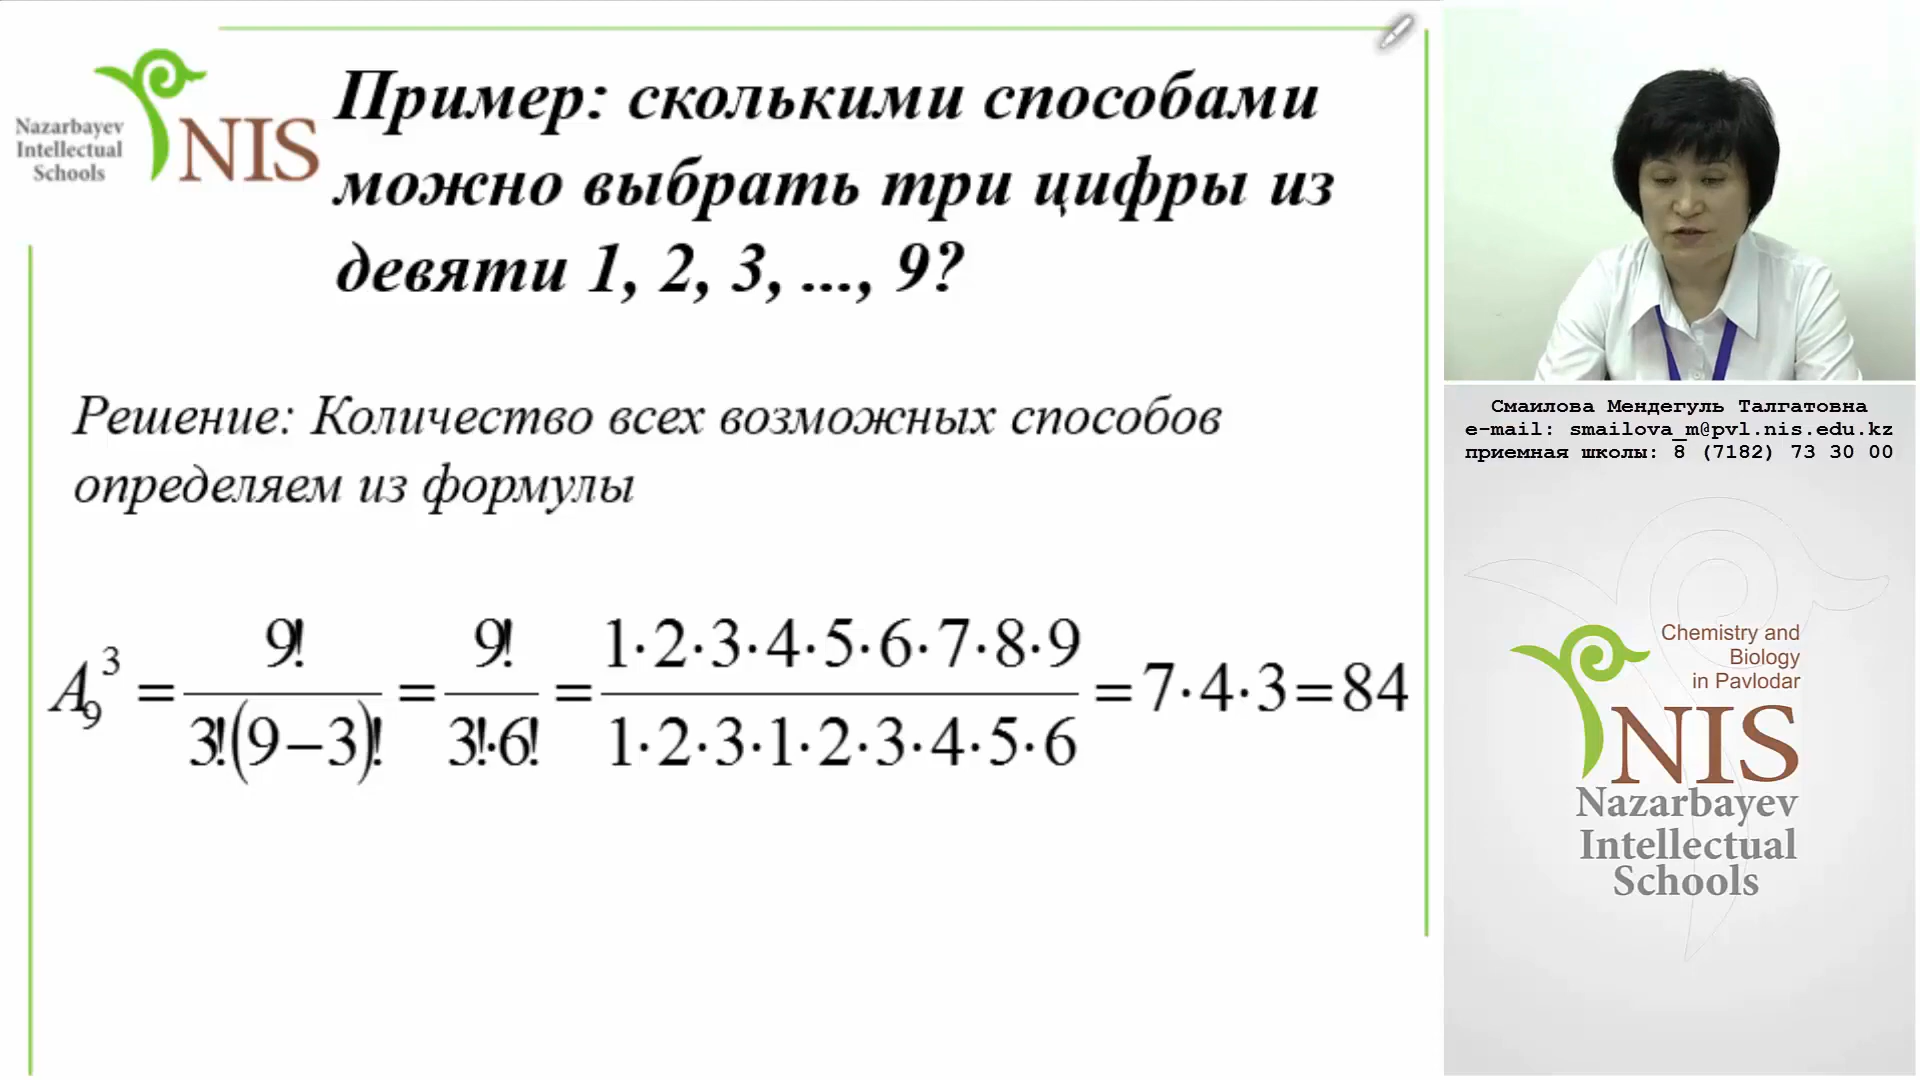 Nazarbayev
Intellectual
Schools
NIS
Пример: сколькими способами
можно выбрать три цифры из
девяти 1, 2, 3, ..., 9?
Решение: Количество всех возможных способов
определяем из формулы
A₉³ = 9!/(3!(9−3)!) = 9!/(3!·6!) = (1·2·3·4·5·6·7·8·9)/(1·2·3·1·2·3·4·5·6) = 7·4·3 = 84
Смаилова Мендегуль Талгатовна
e-mail: smailova_m@pvl.nis.edu.kz
приемная школы: 8 (7182) 73 30 00
Chemistry and
Biology
in Pavlodar
NIS
Nazarbayev
Intellectual
Schools